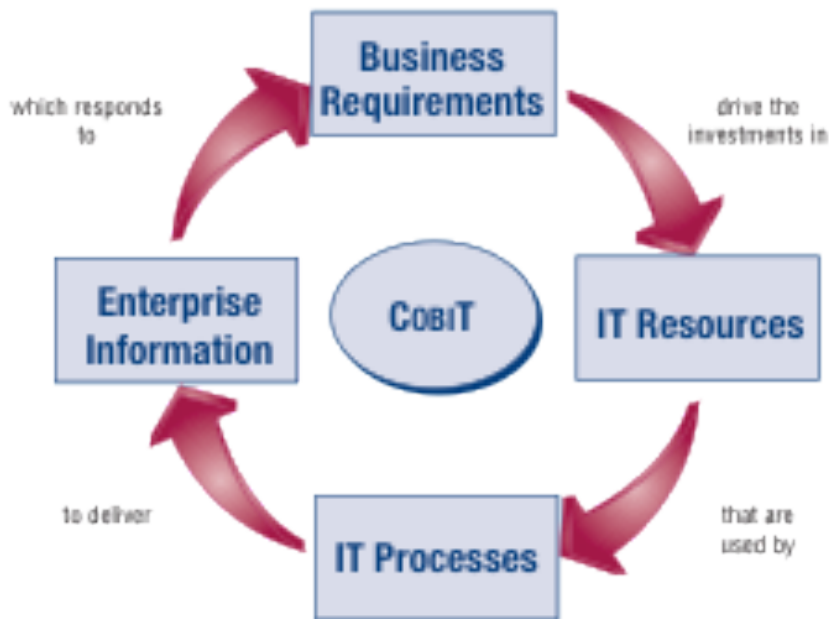 Business
Requirements
which responds
to
drive the
investments in
Enterprise
Information
COBIT
IT Resources
to deliver
that are
used by
IT Processes